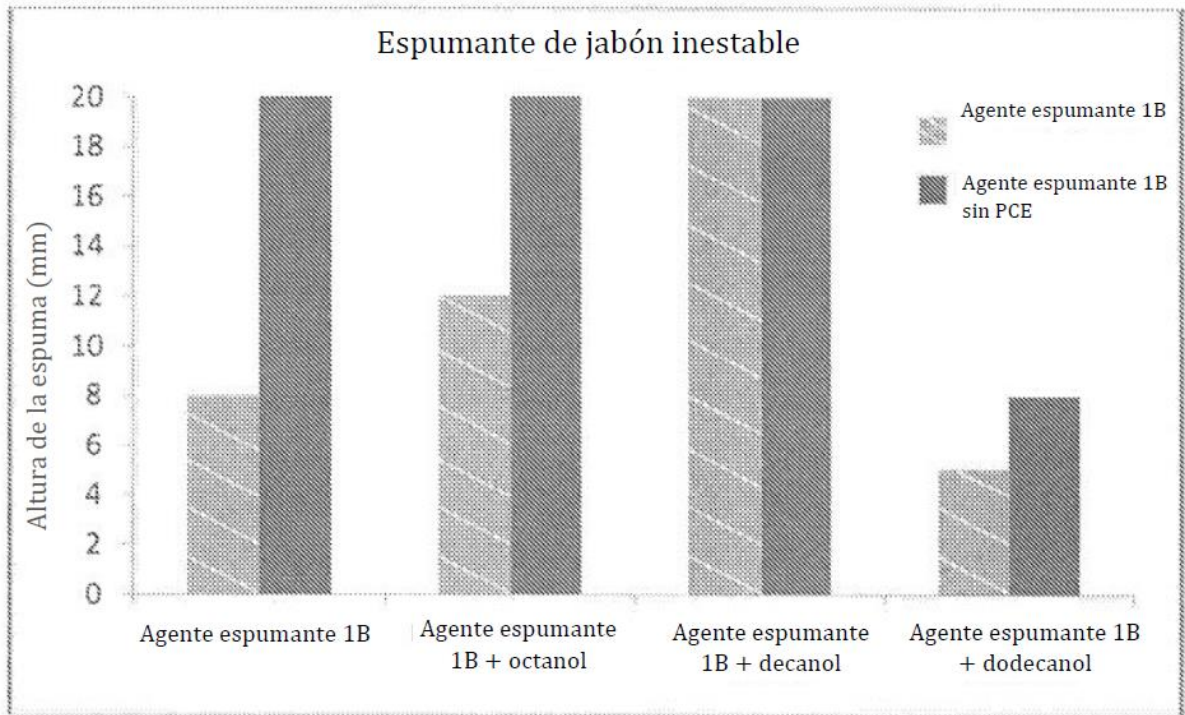 Espumante de jabón inestable
Altura de la espuma (mm)
20
18
16
14
12
10
8
6
4
2
0
Agente espumante 1B
Agente espumante 1B
sin PCE
Agente espumante 1B
Agente espumante
1B + octanol
Agente espumante
1B + decanol
Agente espumante 1B
+ dodecanol